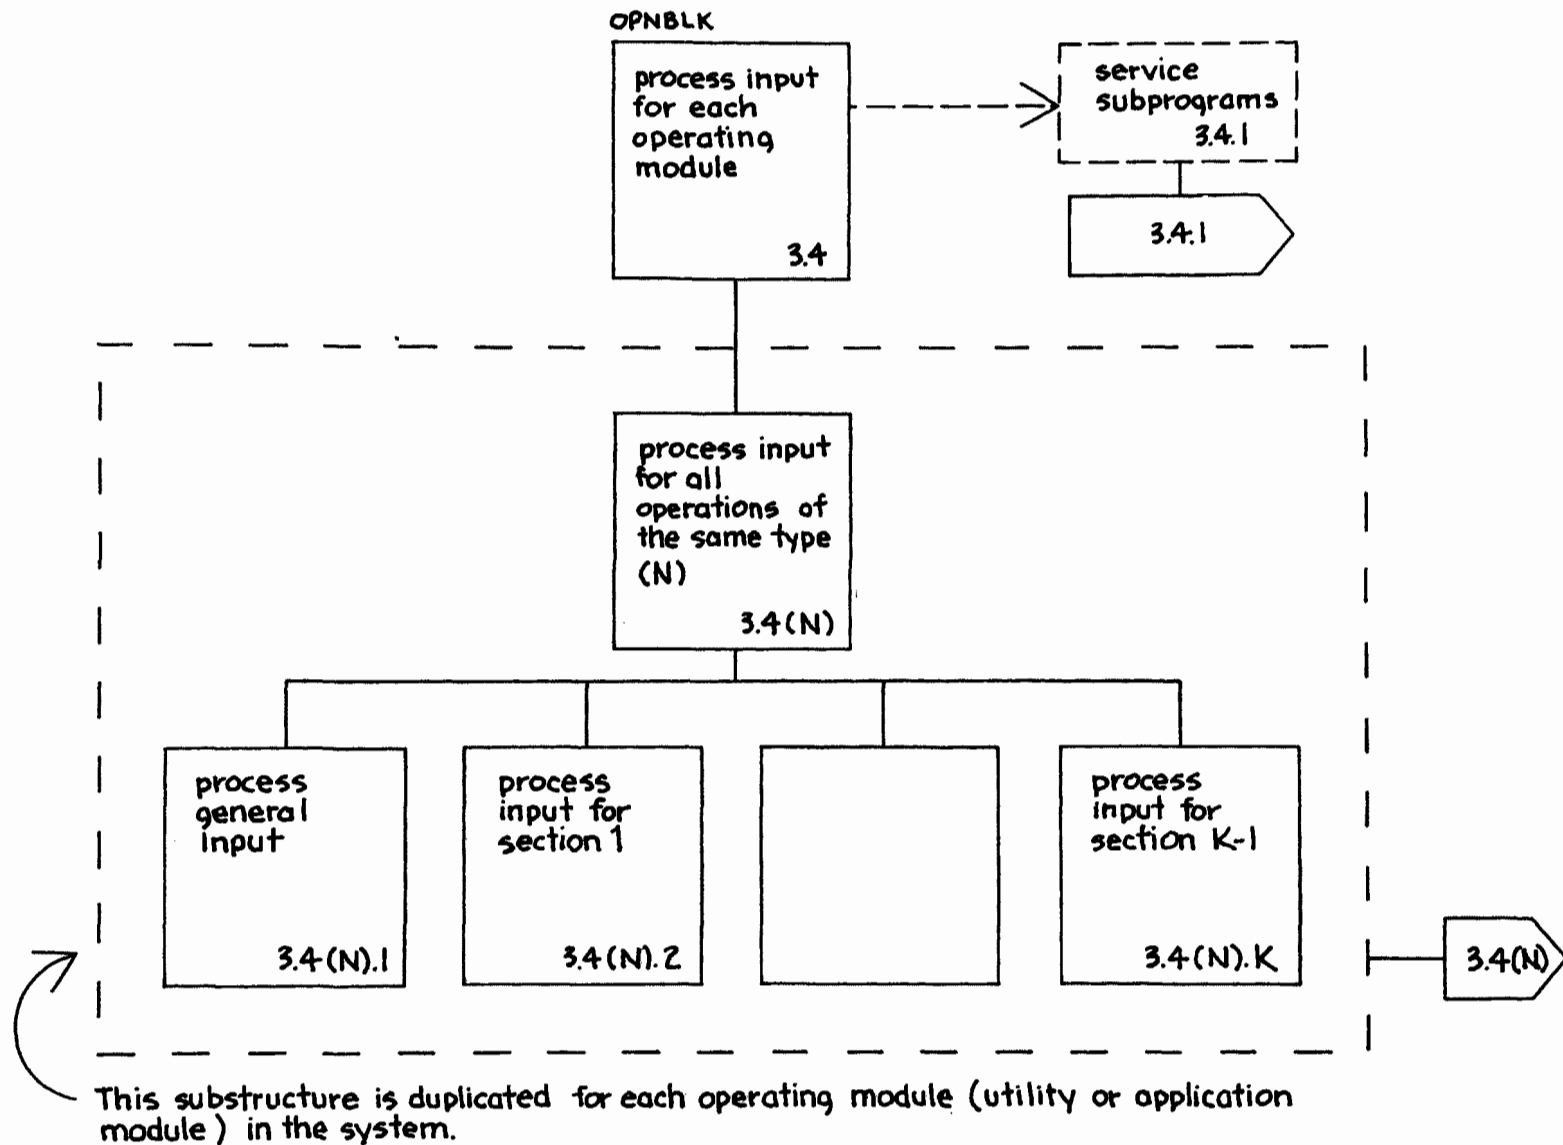 OPNBLK
process input
for each
operating
module
3.4
service
subprograms
3.4.1
3.4.1
process input
for all
operations of
the same type
(N)
3.4(N)
process
general
input
3.4(N).1
process
input for
section 1
3.4(N).2
process
input for
section K-1
3.4(N).K
3.4(N)
This substructure is duplicated for each operating module (utility or application
module) in the system.